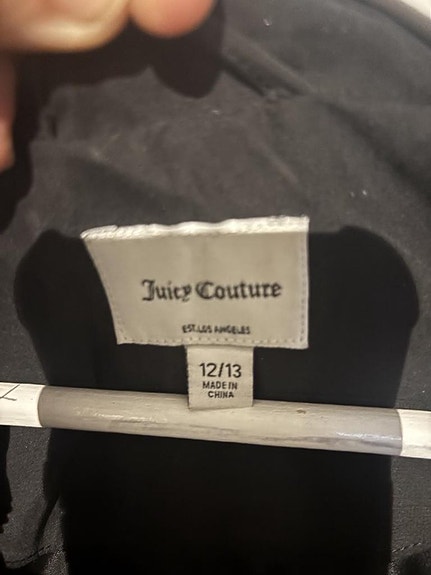 Juicy Couture
EST. LOS ANGELES
12/13
MADE IN
CHINA